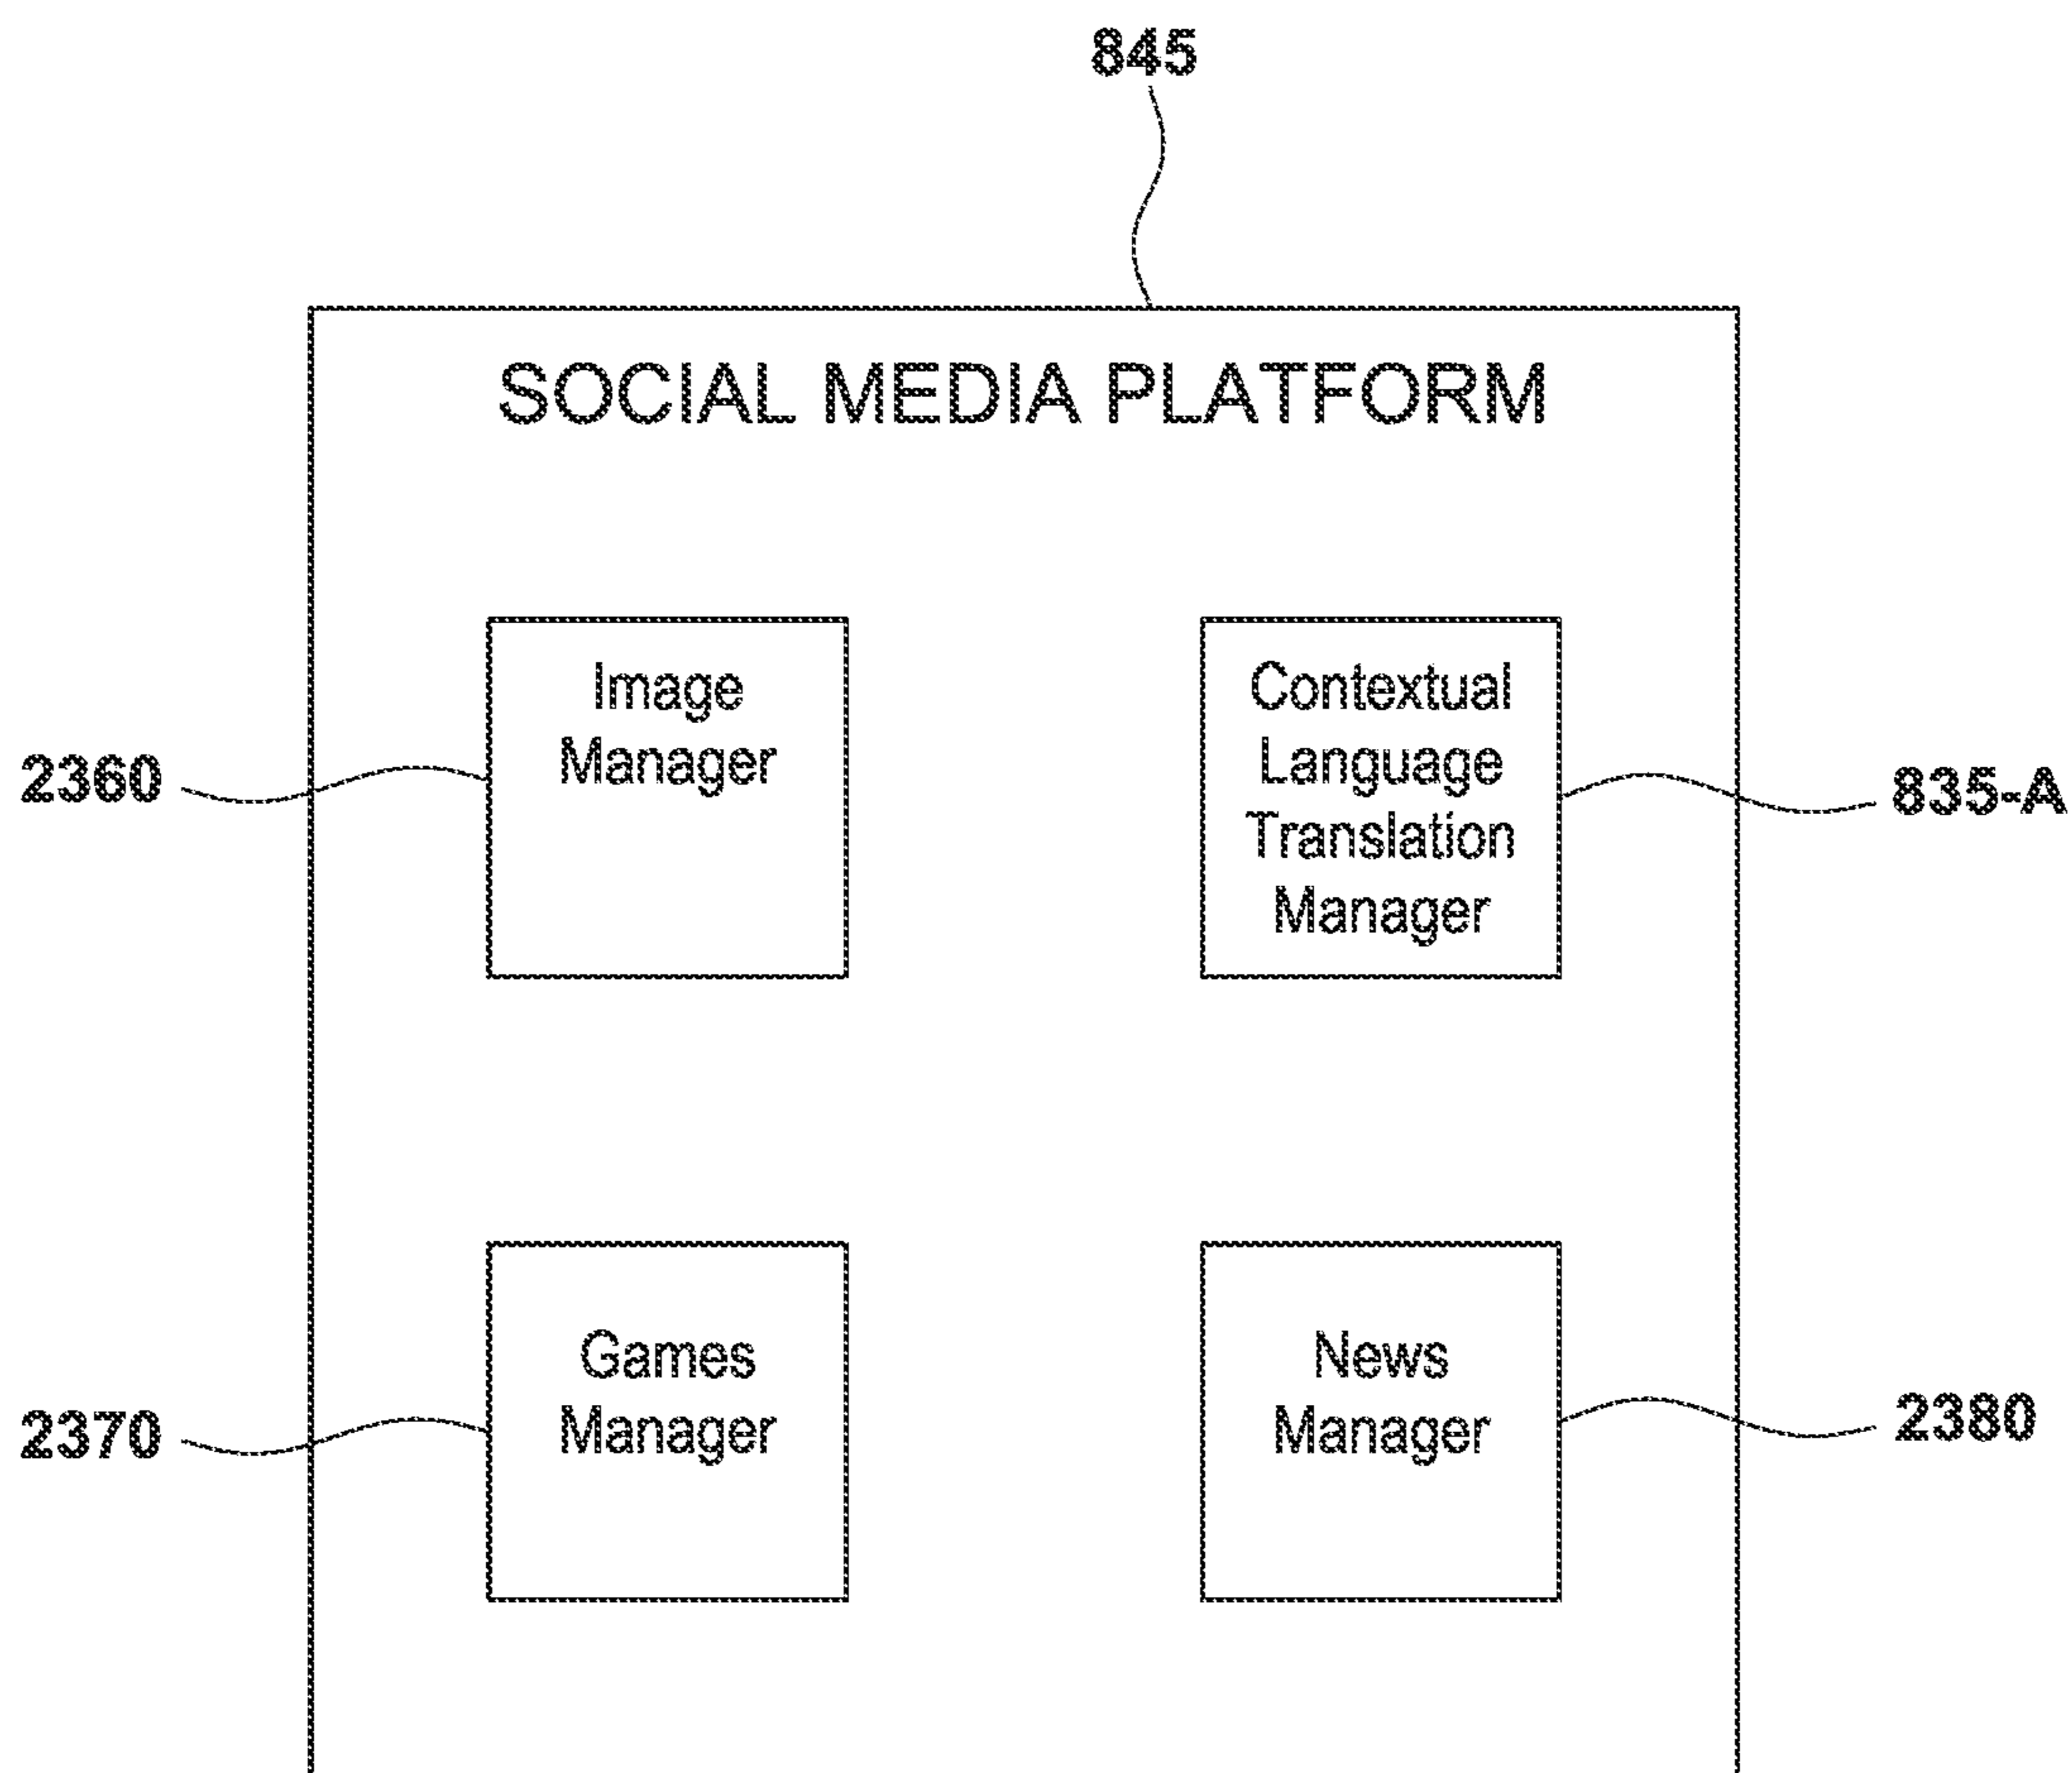 845
SOCIAL MEDIA PLATFORM
Image
Manager
2360
Contextual
Language
Translation
Manager
835-A
Games
Manager
2370
News
Manager
2380